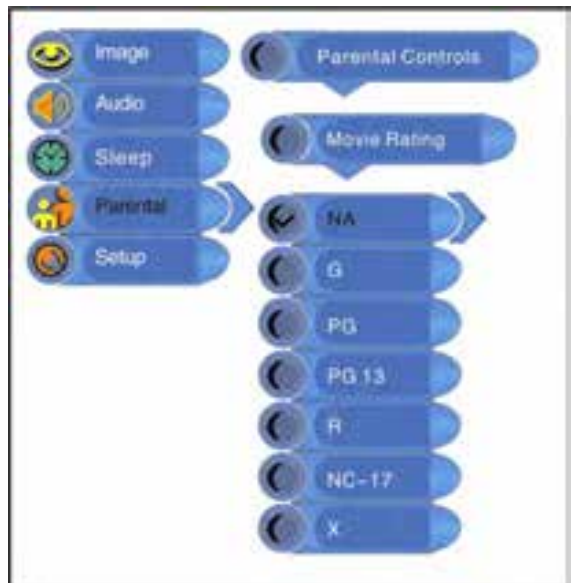 Image
Audio
Sleep
Parental
Setup
Parental Controls
Movie Rating
NA
G
PG
PG 13
R
NC-17
X